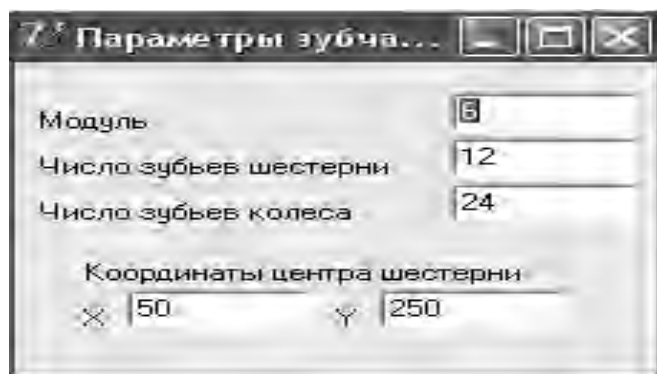 Параметры зубча...
Модуль 6
Число зубьев шестерни 12
Число зубьев колеса 24
Координаты центра шестерни
X 50 Y 250